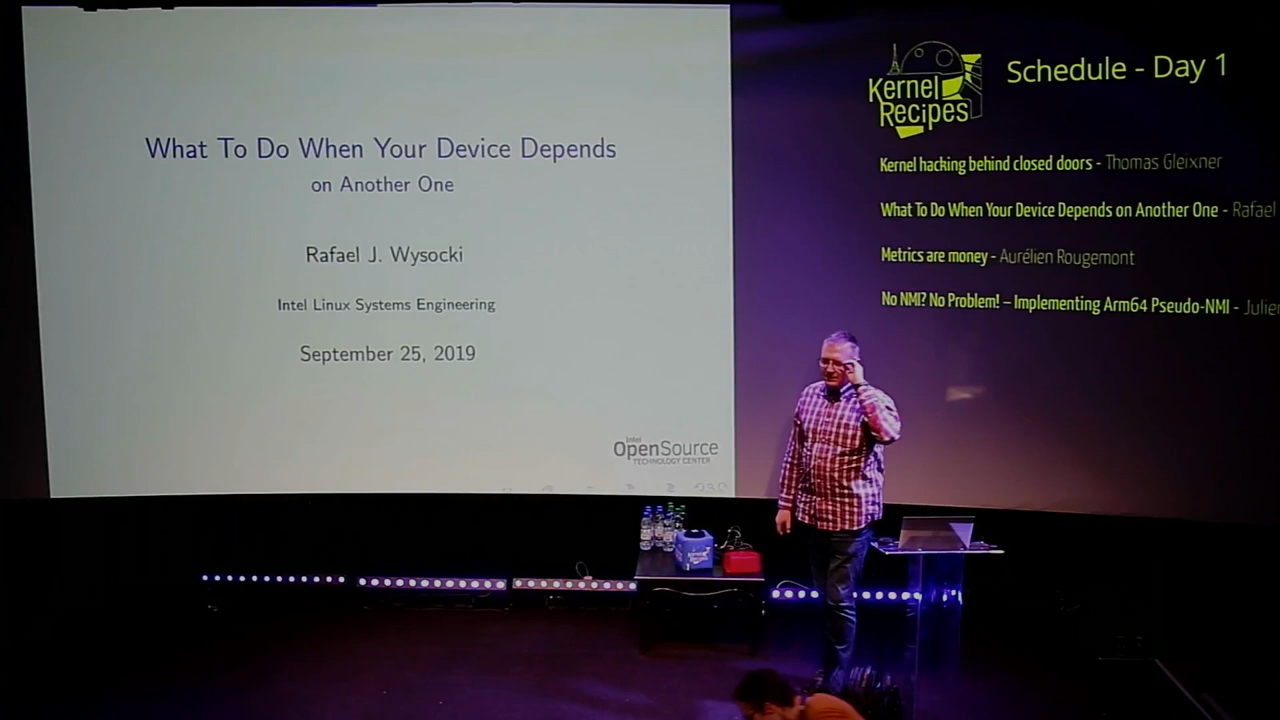 What To Do When Your Device Depends
on Another One
Rafael J. Wysocki
Intel Linux Systems Engineering
September 25, 2019
Intel
OpenSource
TECHNOLOGY CENTER
Kernel
Recipes
Schedule - Day 1
Kernel hacking behind closed doors - Thomas Gleixner
What To Do When Your Device Depends on Another One - Rafael
Metrics are money - Aurélien Rougemont
No NMI? No Problem! – Implementing Arm64 Pseudo-NMI - Julien
Kernel
Recipes